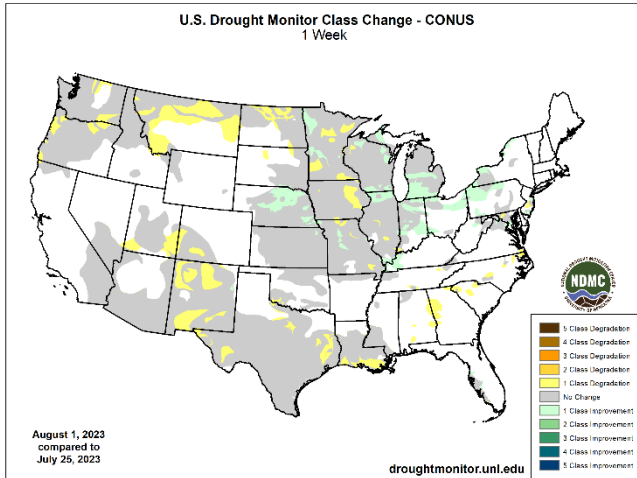 U.S. Drought Monitor Class Change - CONUS
1 Week
NDMC
5 Class Degradation
4 Class Degradation
3 Class Degradation
2 Class Degradation
1 Class Degradation
No Change
1 Class Improvement
2 Class Improvement
3 Class Improvement
4 Class Improvement
5 Class Improvement
August 1, 2023
compared to
July 25, 2023
droughtmonitor.unl.edu